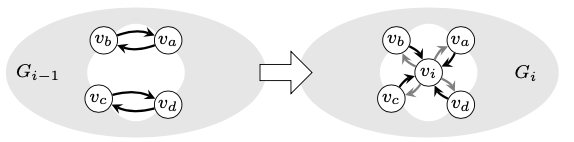 v_b v_a v_b v_a
G_{i-1} v_i G_i
v_c v_d v_c v_d